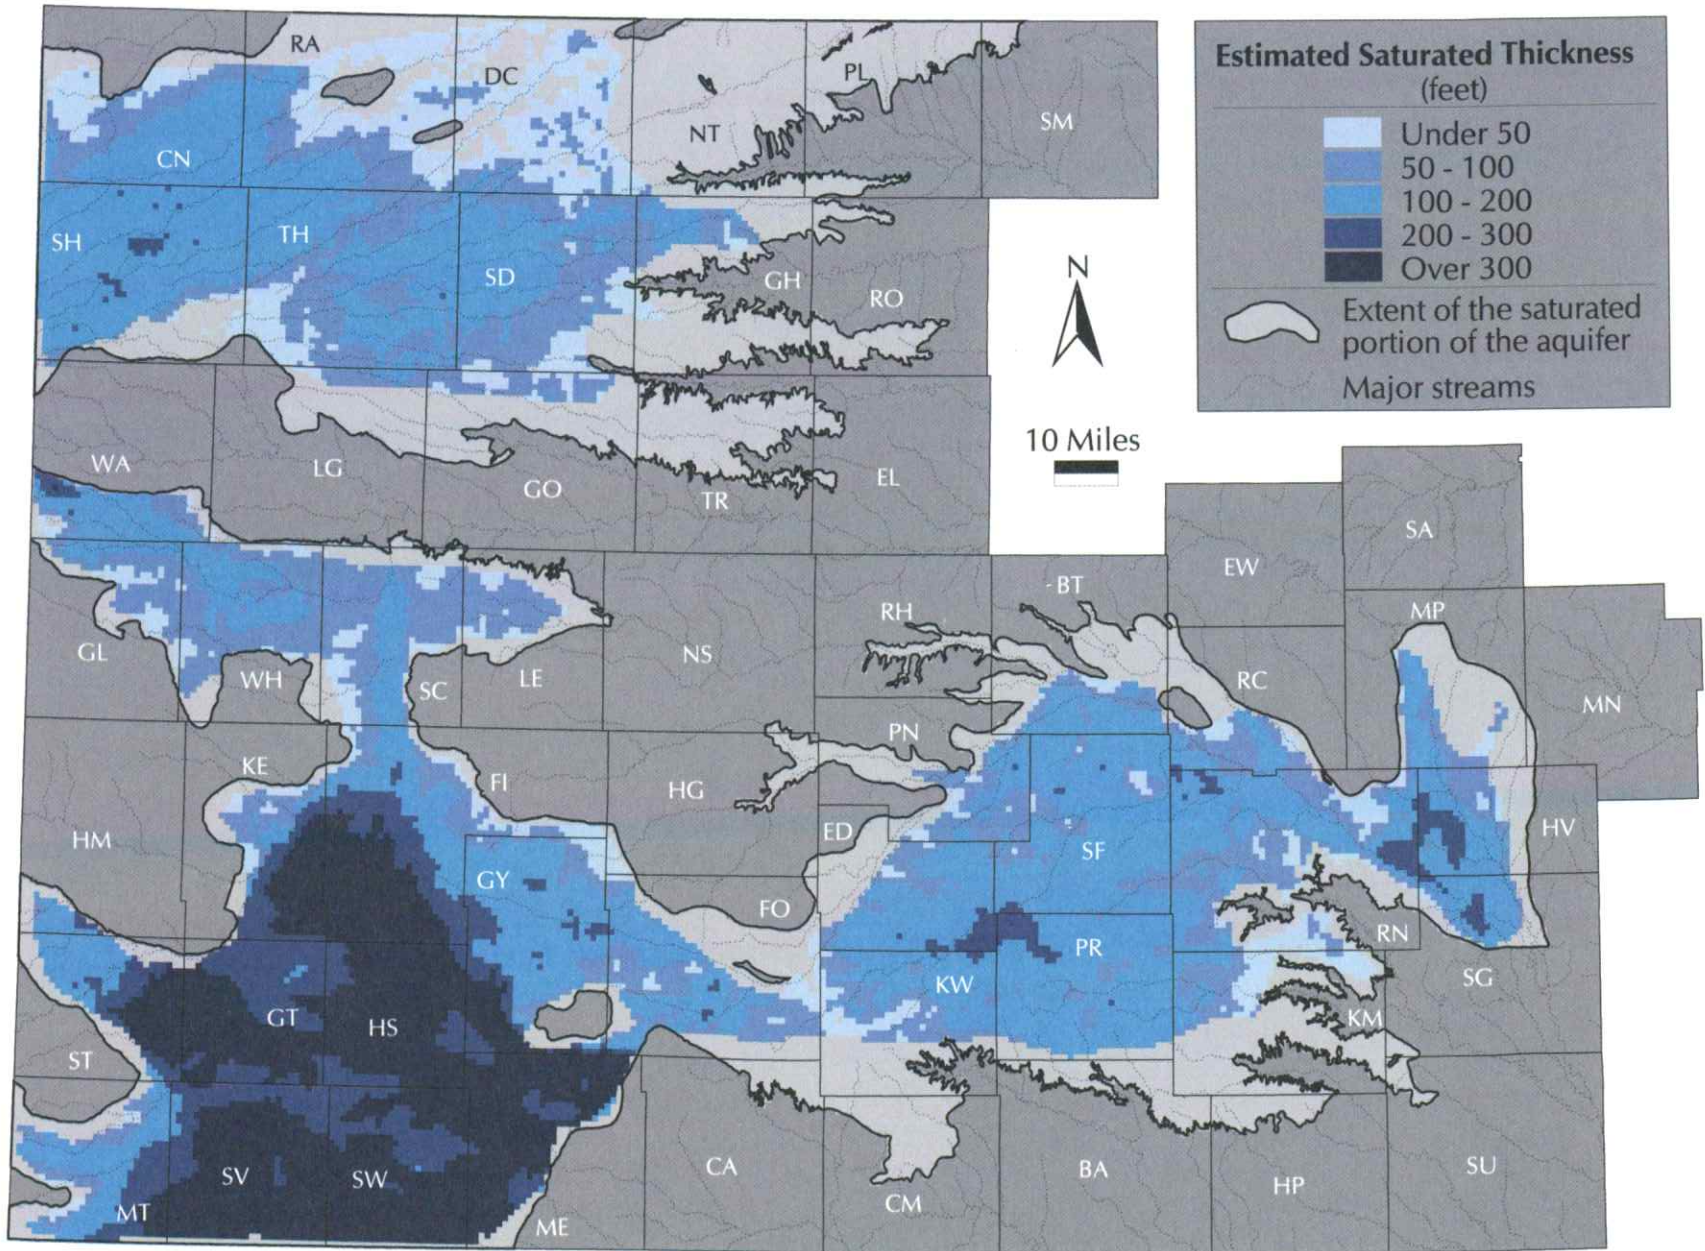 RA
DC
PL
NT
SM
CN
SH
TH
SD
GH
RO
WA
LG
GO
TR
EL
Estimated Saturated Thickness
(feet)
Under 50
50 - 100
100 - 200
200 - 300
Over 300
Extent of the saturated
portion of the aquifer
Major streams
N
10 Miles
SA
EW
BT
RH
MP
GL
WH
SC
LE
NS
RC
MN
KE
FI
HG
PN
HM
ED
SF
HV
GY
FO
RN
PR
KW
SG
GT
HS
KM
ST
SV
SW
CA
BA
SU
HP
CM
MT
ME